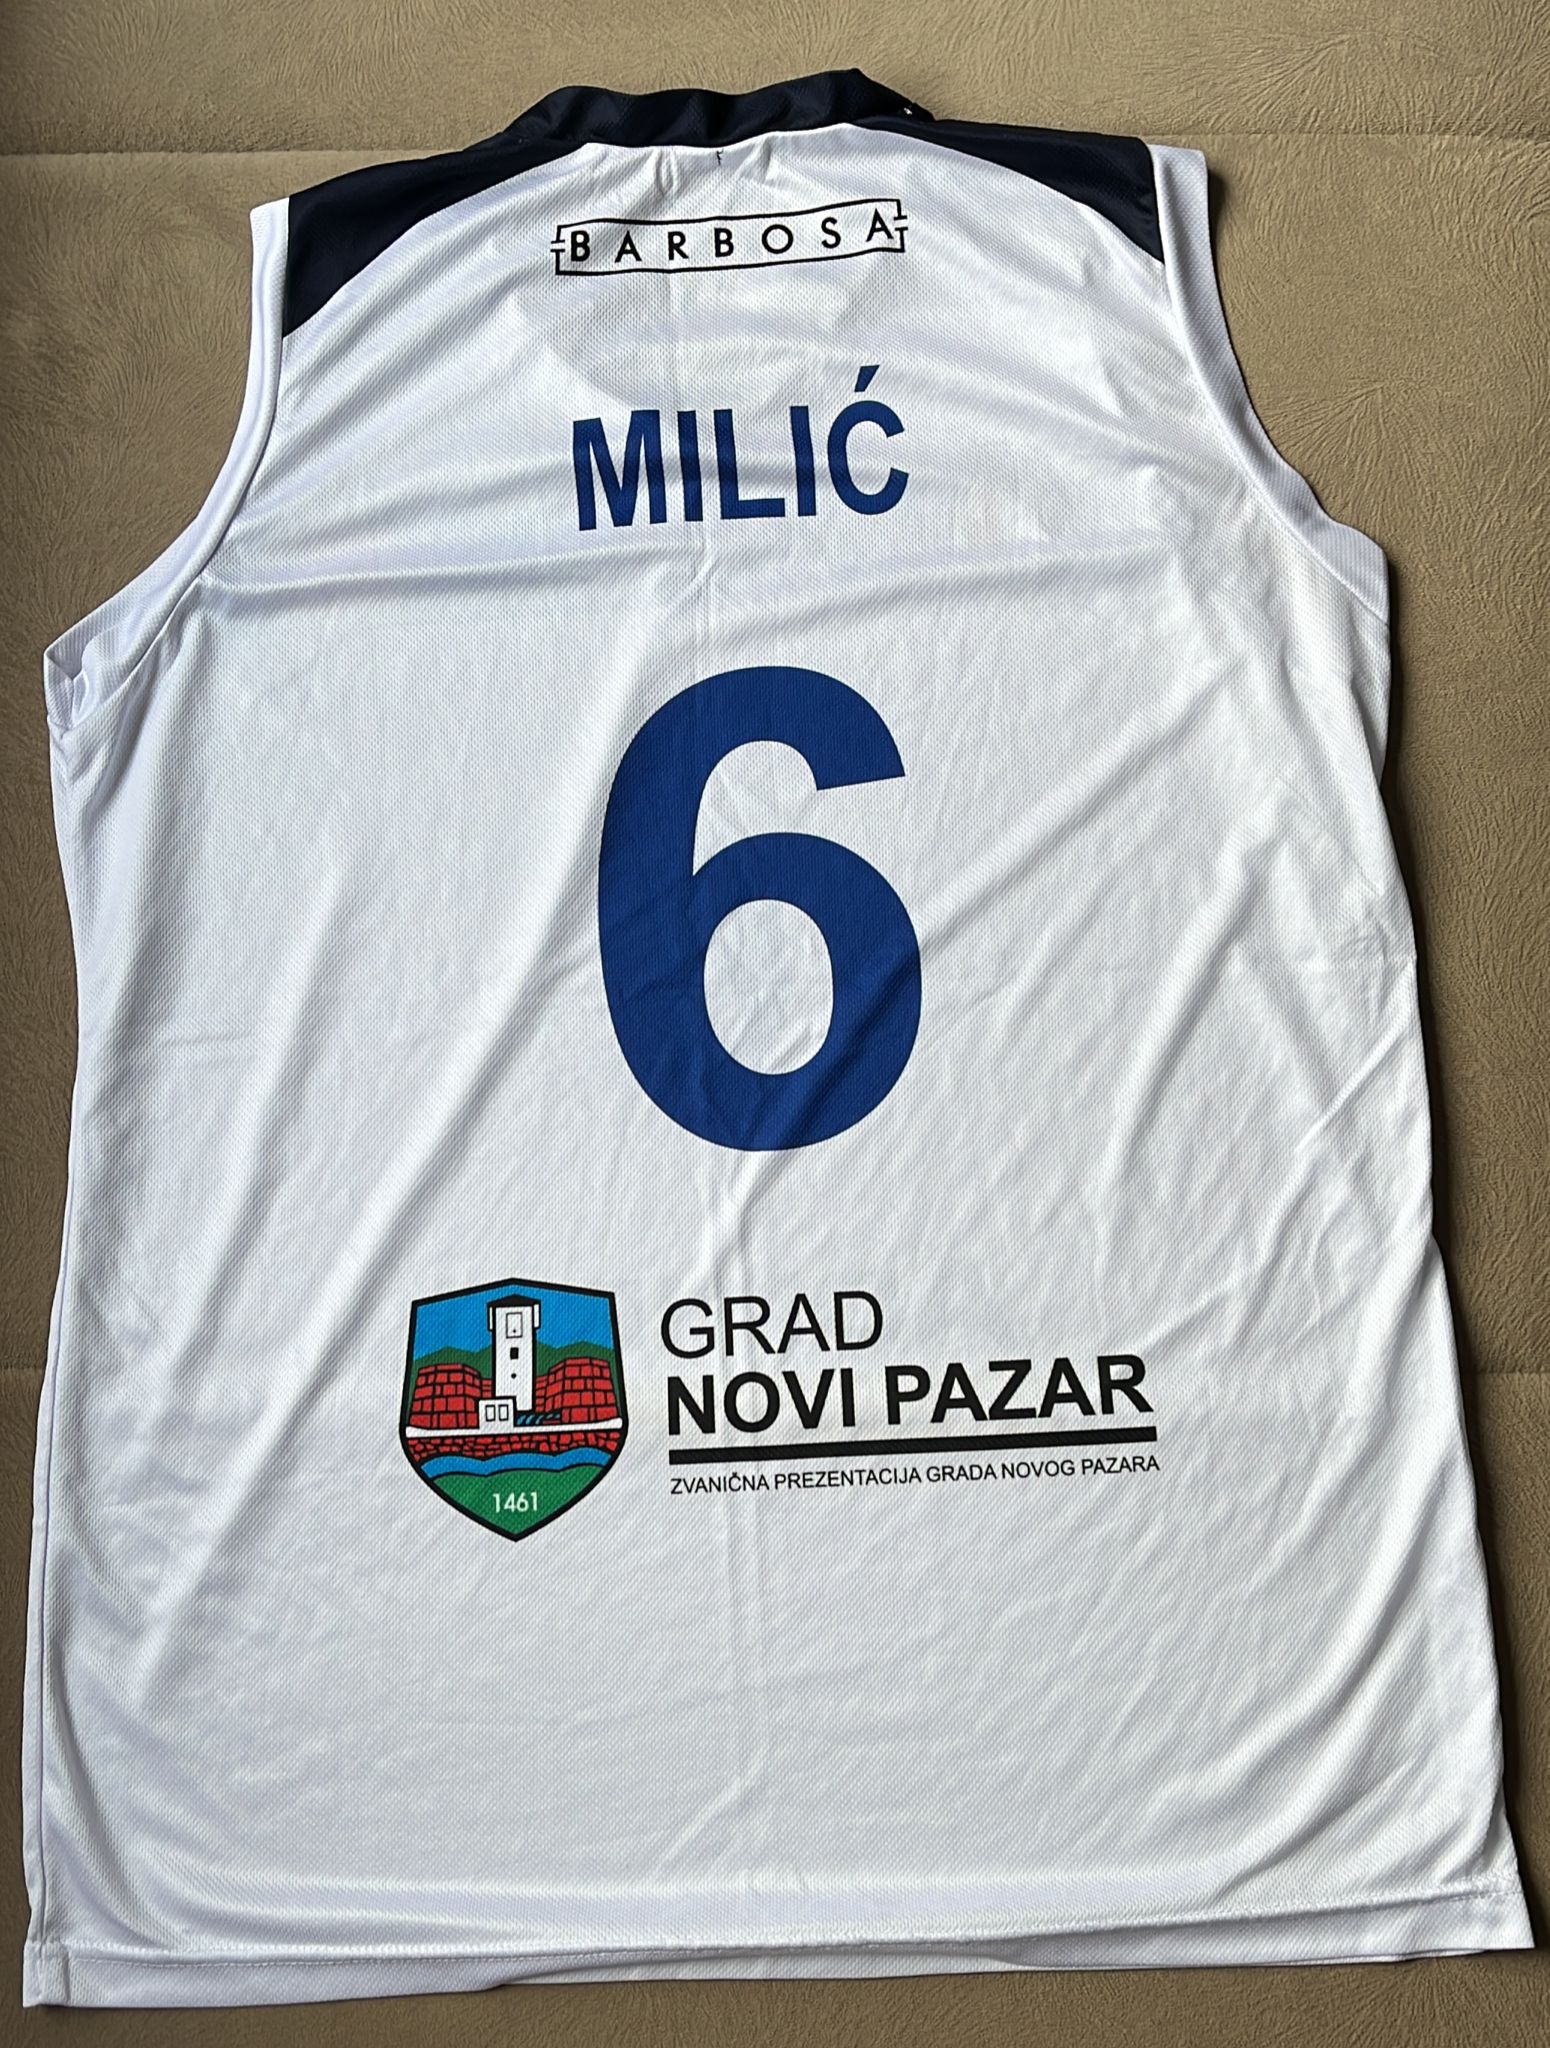 BARBOSA
MILIĆ
6
GRAD
NOVI PAZAR
ZVANIČNA PREZENTACIJA GRADA NOVOG PAZARA
1461